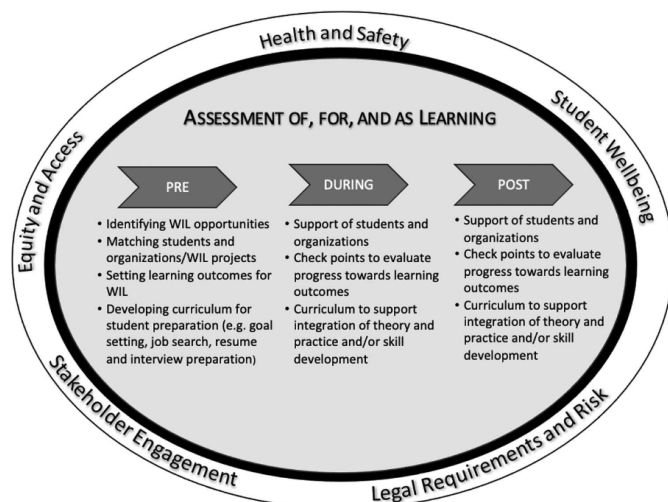 Health and Safety
Student Wellbeing
Equity and Access
ASSESSMENT OF, FOR, AND AS LEARNING
PRE
• Identifying WIL opportunities
• Matching students and
organizations/WIL projects
• Setting learning outcomes for
WIL
• Developing curriculum for
student preparation (e.g. goal
setting, job search, resume
and interview preparation)
DURING
• Support of students and
organizations
• Check points to evaluate
progress towards learning
outcomes
• Curriculum to support
integration of theory and
practice and/or skill
development
POST
• Support of students and
organizations
• Check points to evaluate
progress towards learning
outcomes
• Curriculum to support
integration of theory and
practice and/or skill
development
Stakeholder Engagement
Legal Requirements and Risk